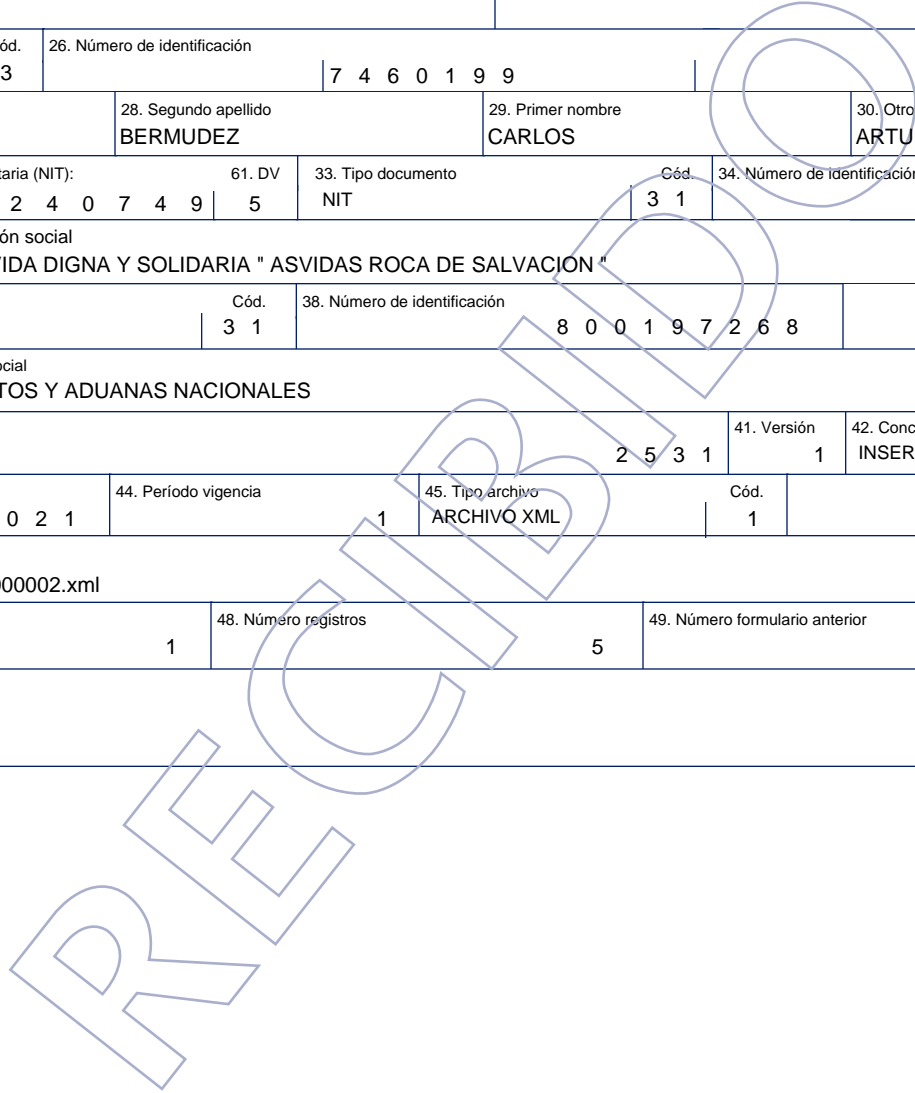 ód. 26. Número de identificación
3 7 4 6 0 1 9 9
28. Segundo apellido 29. Primer nombre 30. Otro
BERMUDEZ CARLOS ARTU
taria (NIT): 61. DV 33. Tipo documento Cód. 34. Número de identificación
2 4 0 7 4 9 5 NIT 3 1
ón social
VIDA DIGNA Y SOLIDARIA " ASVIDAS ROCA DE SALVACION "
Cód. 38. Número de identificación
3 1 8 0 0 1 9 7 2 6 8
ocial
TOS Y ADUANAS NACIONALES
41. Versión 42. Conc
2 5 3 1 1 INSER
44. Período vigencia 45. Tipo archivo Cód.
0 2 1 1 ARCHIVO XML 1
000002.xml
48. Número registros 49. Número formulario anterior
1 5
RECIBIDO